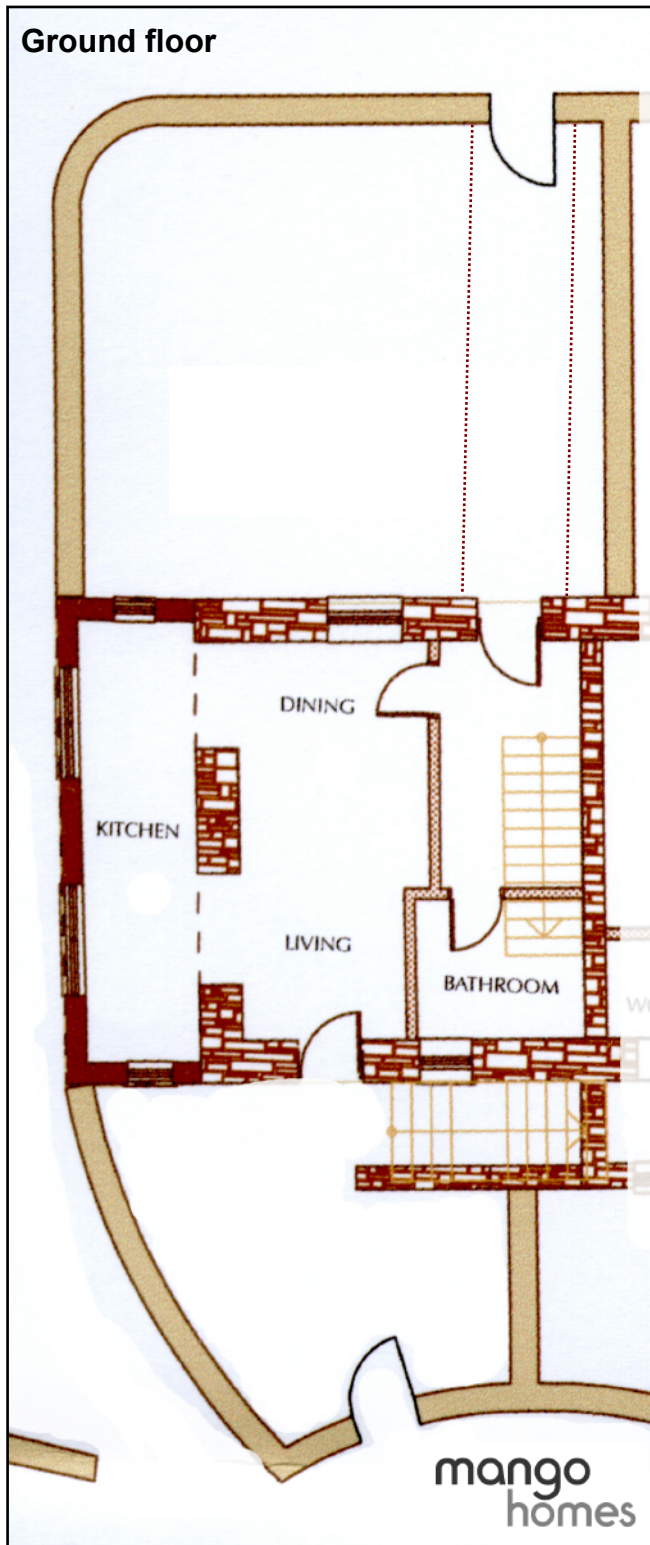 Ground floor
DINING
KITCHEN
LIVING
BATHROOM
mango
homes